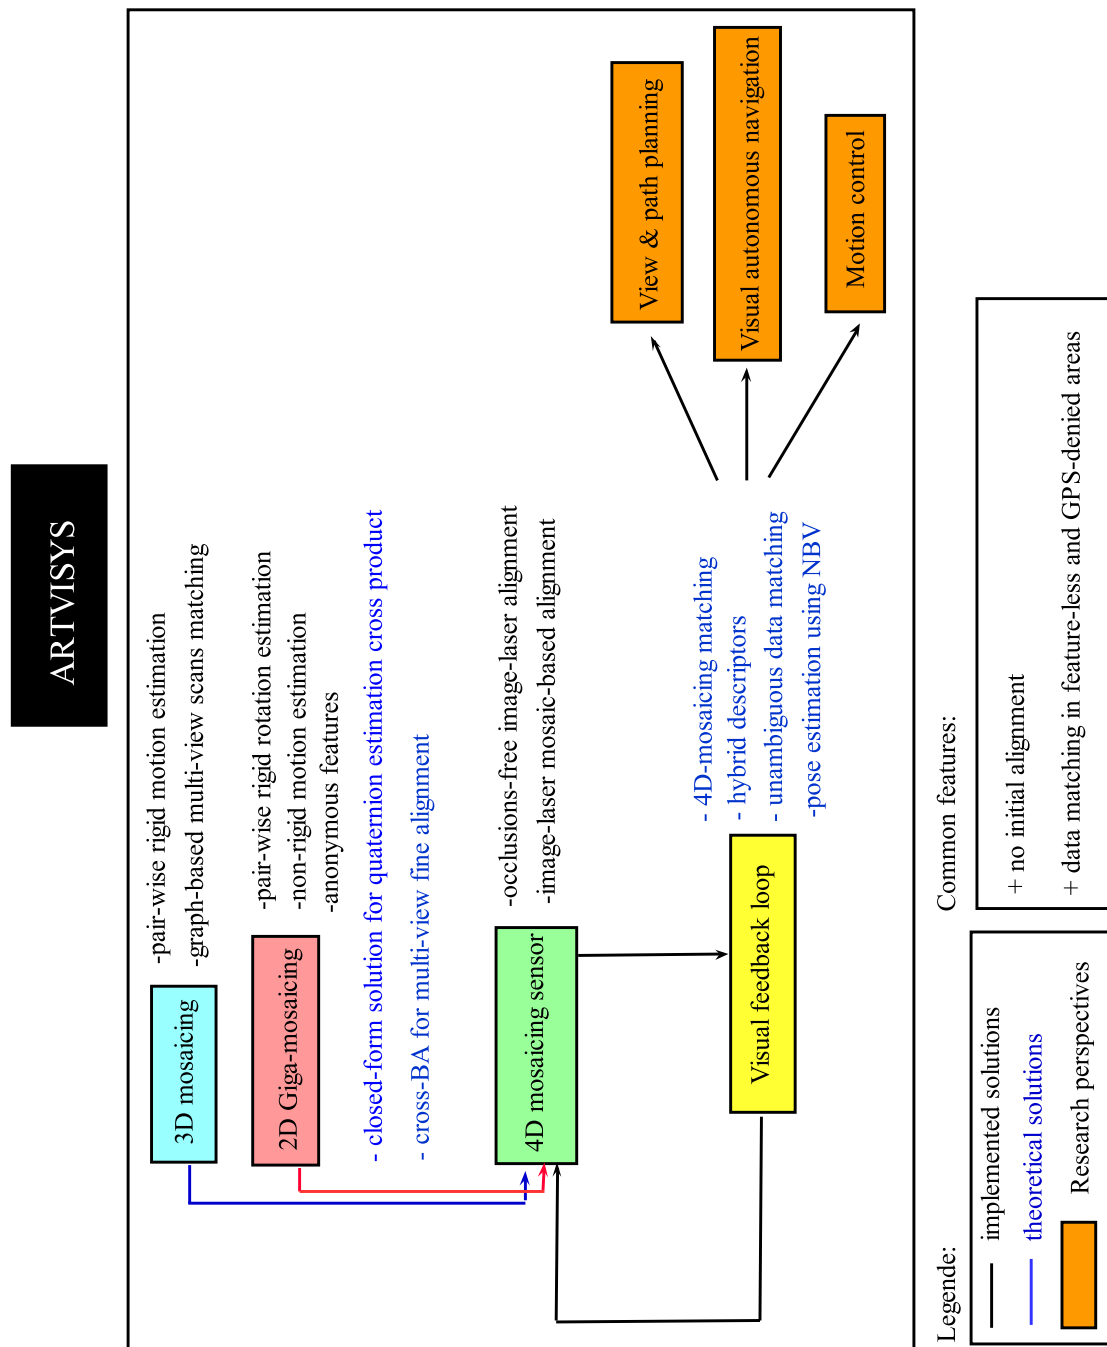 ARTVISYS
3D mosaicing
-pair-wise rigid motion estimation
-graph-based multi-view scans matching
2D Giga-mosaicing
-pair-wise rigid rotation estimation
-non-rigid motion estimation
-anonymous features
- closed-form solution for quaternion estimation cross product
- cross-BA for multi-view fine alignment
4D mosaicing sensor
-occlusions-free image-laser alignment
-image-laser mosaic-based alignment
Visual feedback loop
- 4D-mosaicing matching
- hybrid descriptors
- unambiguous data matching
-pose estimation using NBV
View & path planning
Visual autonomous navigation
Motion control
Legende:
implemented solutions
theoretical solutions
Research perspectives
Common features:
+ no initial alignment
+ data matching in feature-less and GPS-denied areas